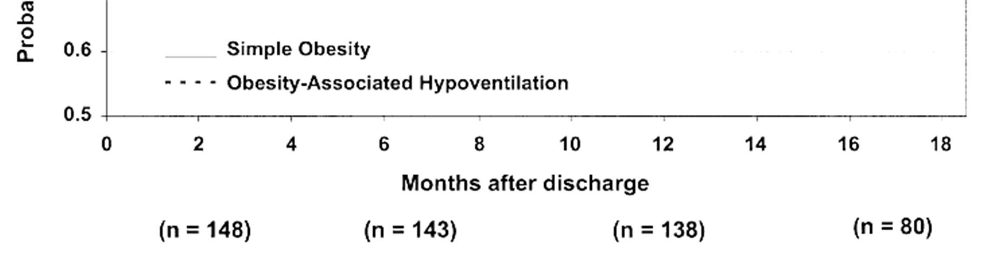 0.6
Simple Obesity
Obesity-Associated Hypoventilation
0.5
0 2 4 6 8 10 12 14 16 18
Months after discharge
(n = 148) (n = 143) (n = 138) (n = 80)